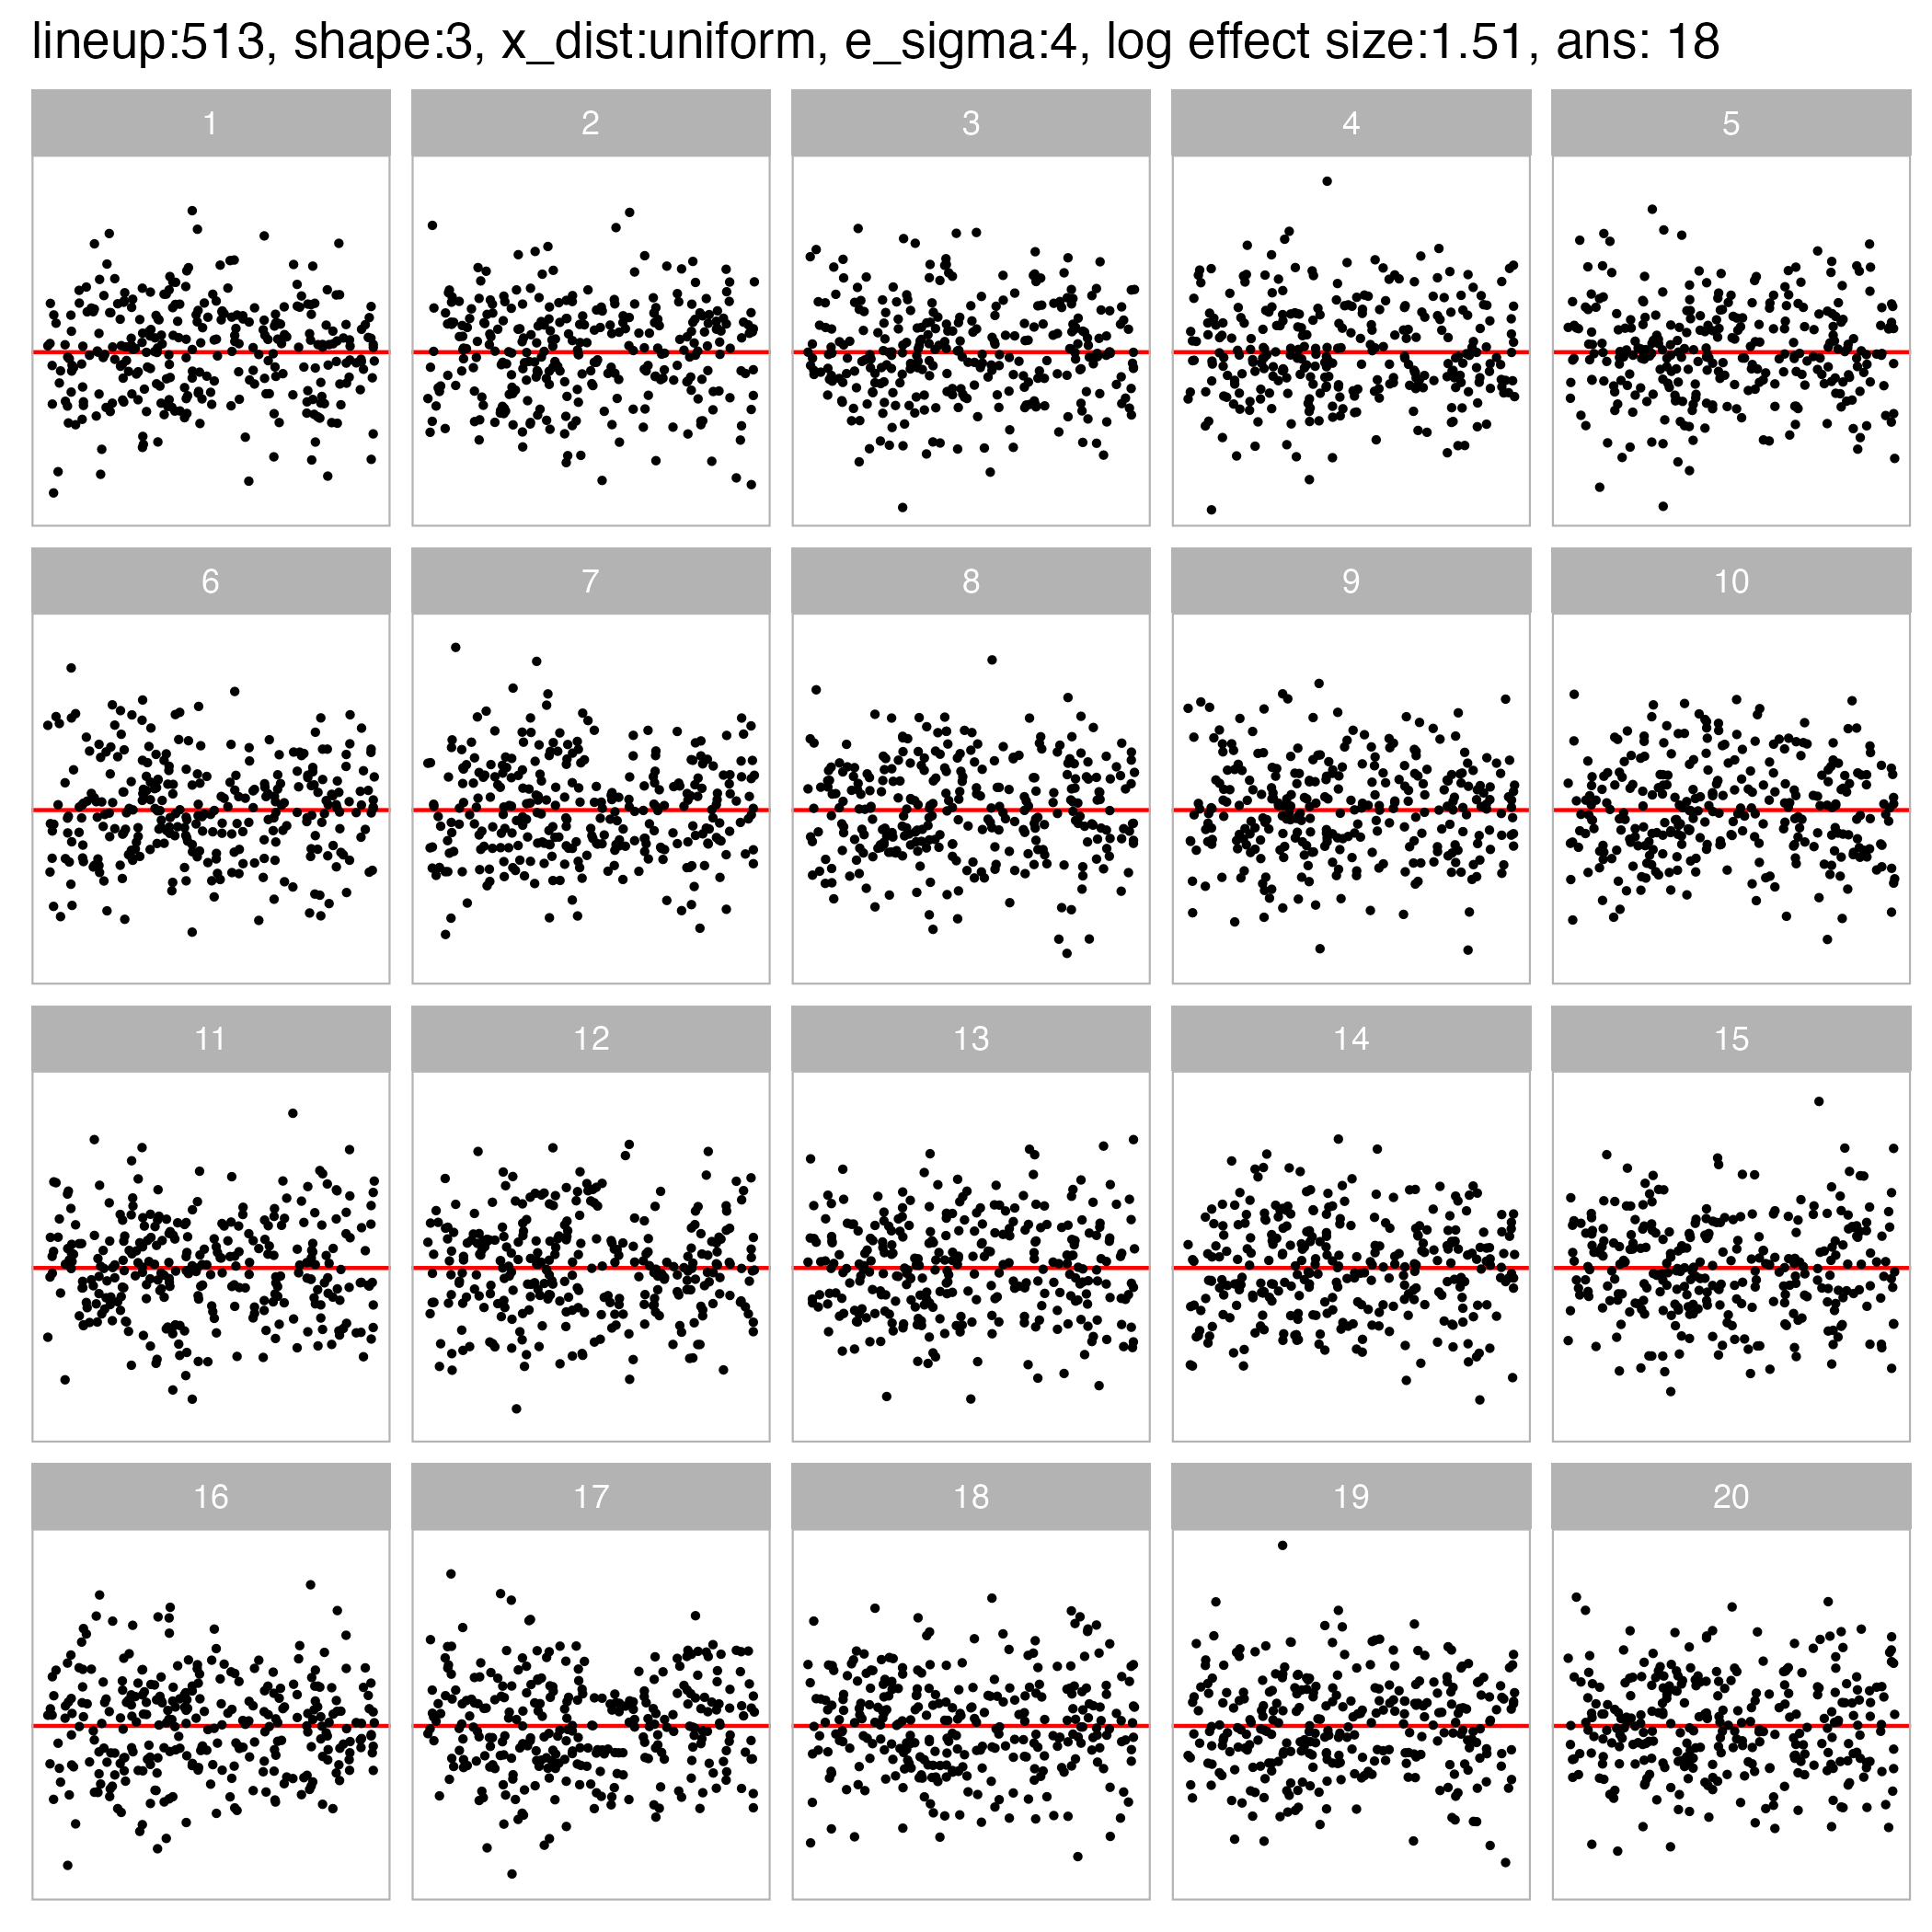 lineup:513, shape:3, x_dist:uniform, e_sigma:4, log effect size:1.51, ans: 18
1 2 3 4 5
6 7 8 9 10
11 12 13 14 15
16 17 18 19 20